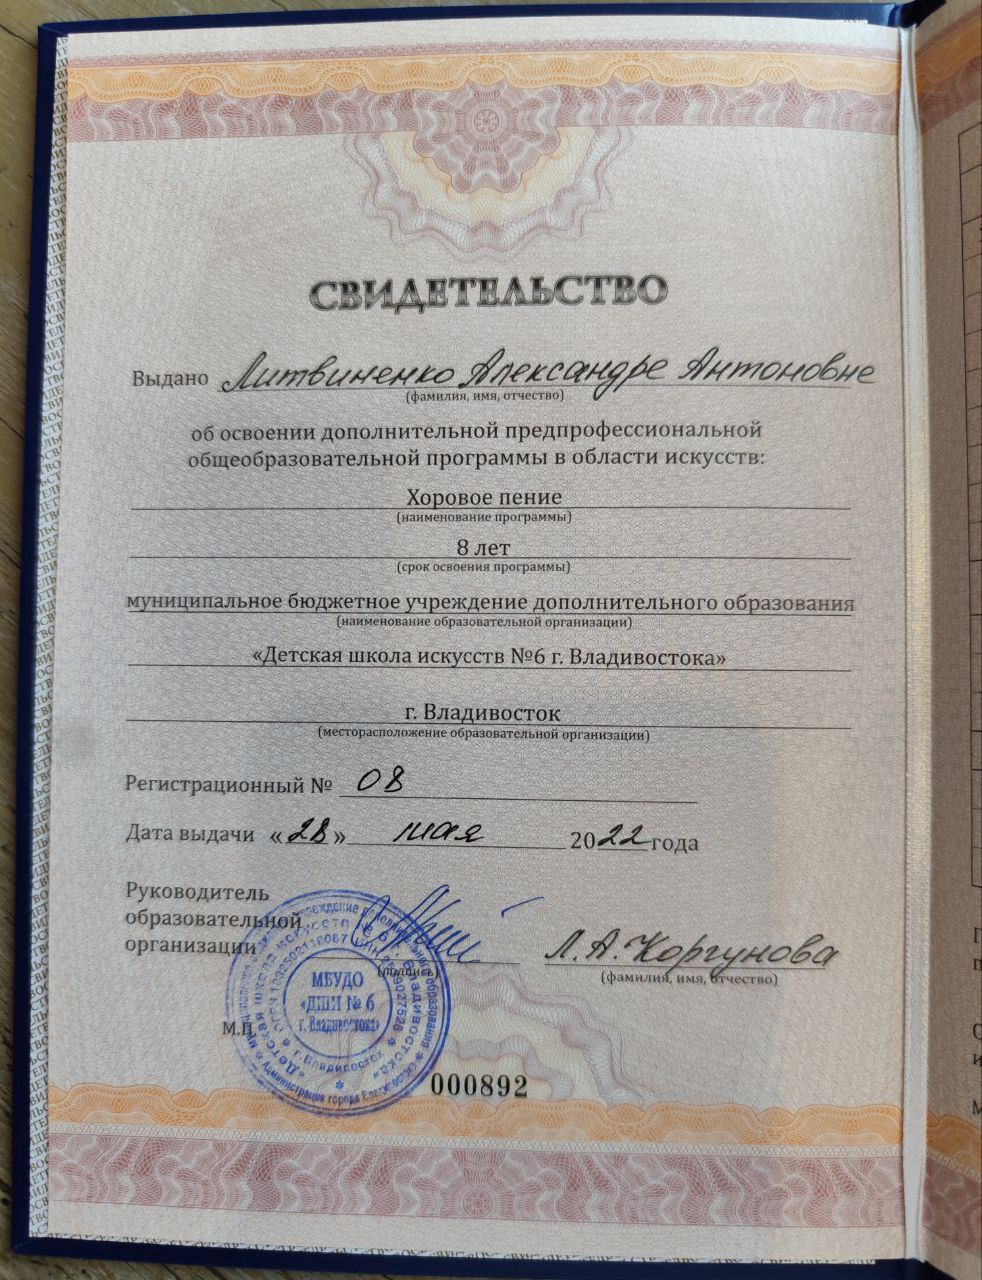 СВИДЕТЕЛЬСТВО
Выдано Литвиненко Александре Антоновне
(фамилия, имя, отчество)
об освоении дополнительной предпрофессиональной
общеобразовательной программы в области искусств:
Хоровое пение
(наименование программы)
8 лет
(срок освоения программы)
муниципальное бюджетное учреждение дополнительного образования
(наименование образовательной организации)
«Детская школа искусств №6 г. Владивостока»
г. Владивосток
(месторасположение образовательной организации)
Регистрационный № 08
Дата выдачи «28» мая 2022 года
Руководитель
образовательной
организации
(подпись)
Л.А. Коргунова
(фамилия, имя, отчество)
М.П.
МБУДО
«ДШИ № 6
г. Владивостока»
г. Владивосток
000892